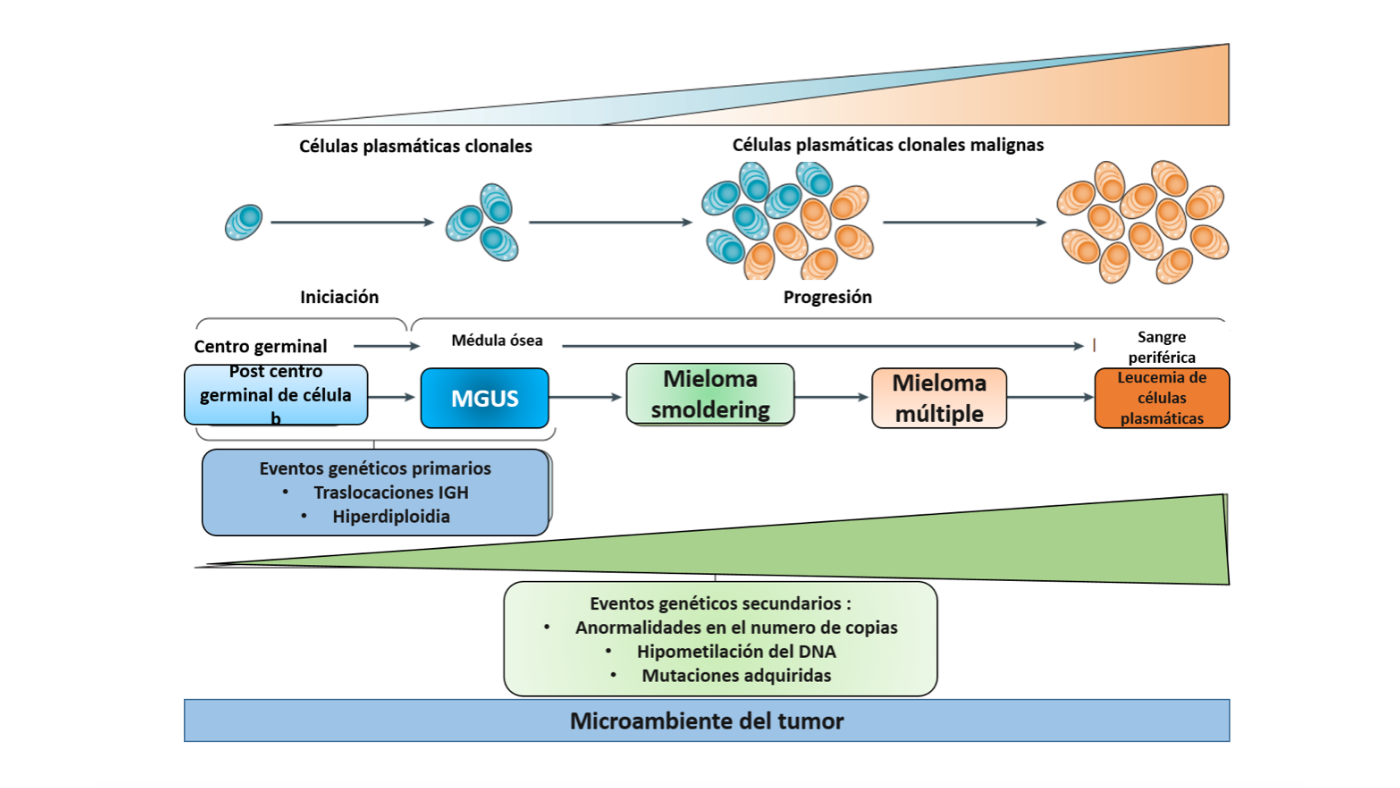 Células plasmáticas clonales
Células plasmáticas clonales malignas
Iniciación
Progresión
Centro germinal
Médula ósea
Sangre
periférica
Post centro
germinal de célula
b
MGUS
Mieloma
smoldering
Mieloma
múltiple
Leucemia de
células
plasmáticas
Eventos genéticos primarios
• Traslocaciones IGH
• Hiperdiploidia
Eventos genéticos secundarios :
• Anormalidades en el numero de copias
• Hipometilación del DNA
• Mutaciones adquiridas
Microambiente del tumor